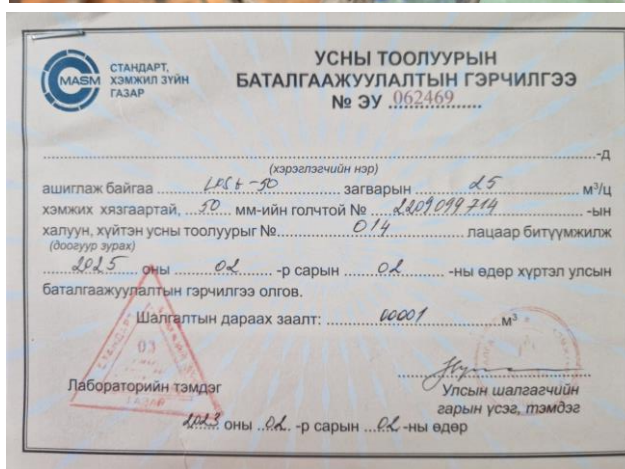 MASM
СТАНДАРТ,
ХЭМЖИЛ ЗҮЙН
ГАЗАР
УСНЫ ТООЛУУРЫН
БАТАЛГААЖУУЛАЛТЫН ГЭРЧИЛГЭЭ
№ ЭУ 062469
-д
(хэрэглэгчийн нэр)
ашиглаж байгаа -50 загварын 25 м³/ц
хэмжих хязгаартай, 50 мм-ийн голчтой № 2209099714 -ын
халуун, хүйтэн усны тоолуурыг № 014 лацаар битүүмжилж
(доогуур зурах)
2025 оны 02 -р сарын 02 -ны өдөр хүртэл улсын
баталгаажуулалтын гэрчилгээ олгов.
Шалгалтын дараах заалт: 00001 м³
03
Лабораторийн тэмдэг
Улсын шалгагчийн
гарын үсэг, тэмдэг
2023 оны 02 -р сарын 02 -ны өдөр